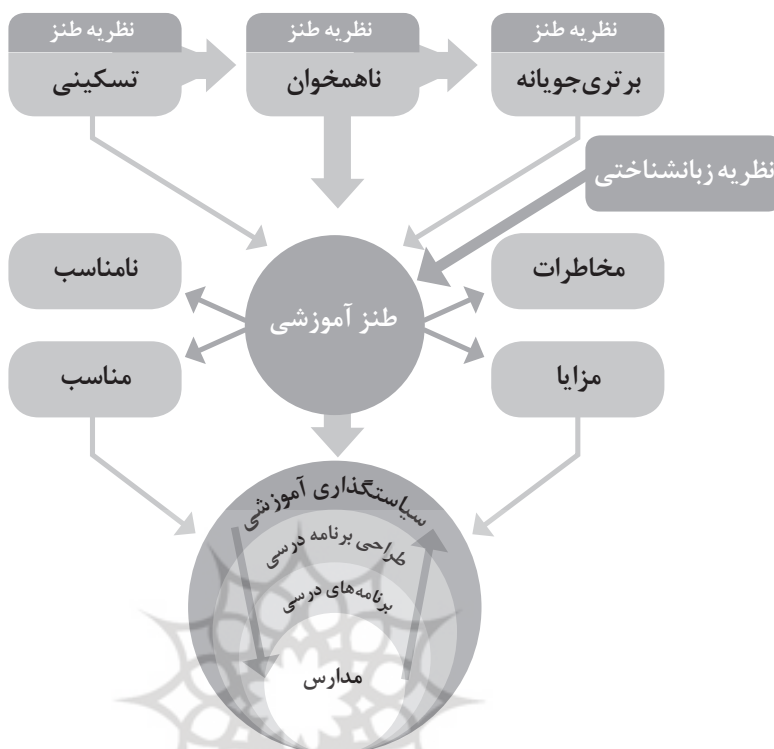 نظریه طنز
برتری‌جویانه
نظریه طنز
ناهمخوان
نظریه طنز
تسکینی
نظریه زبانشناختی
مخاطرات
طنز آموزشی
نامناسب
مزایا
مناسب
سیاستگذاری آموزشی
طراحی برنامه درسی
برنامه‌های درسی
مدارس